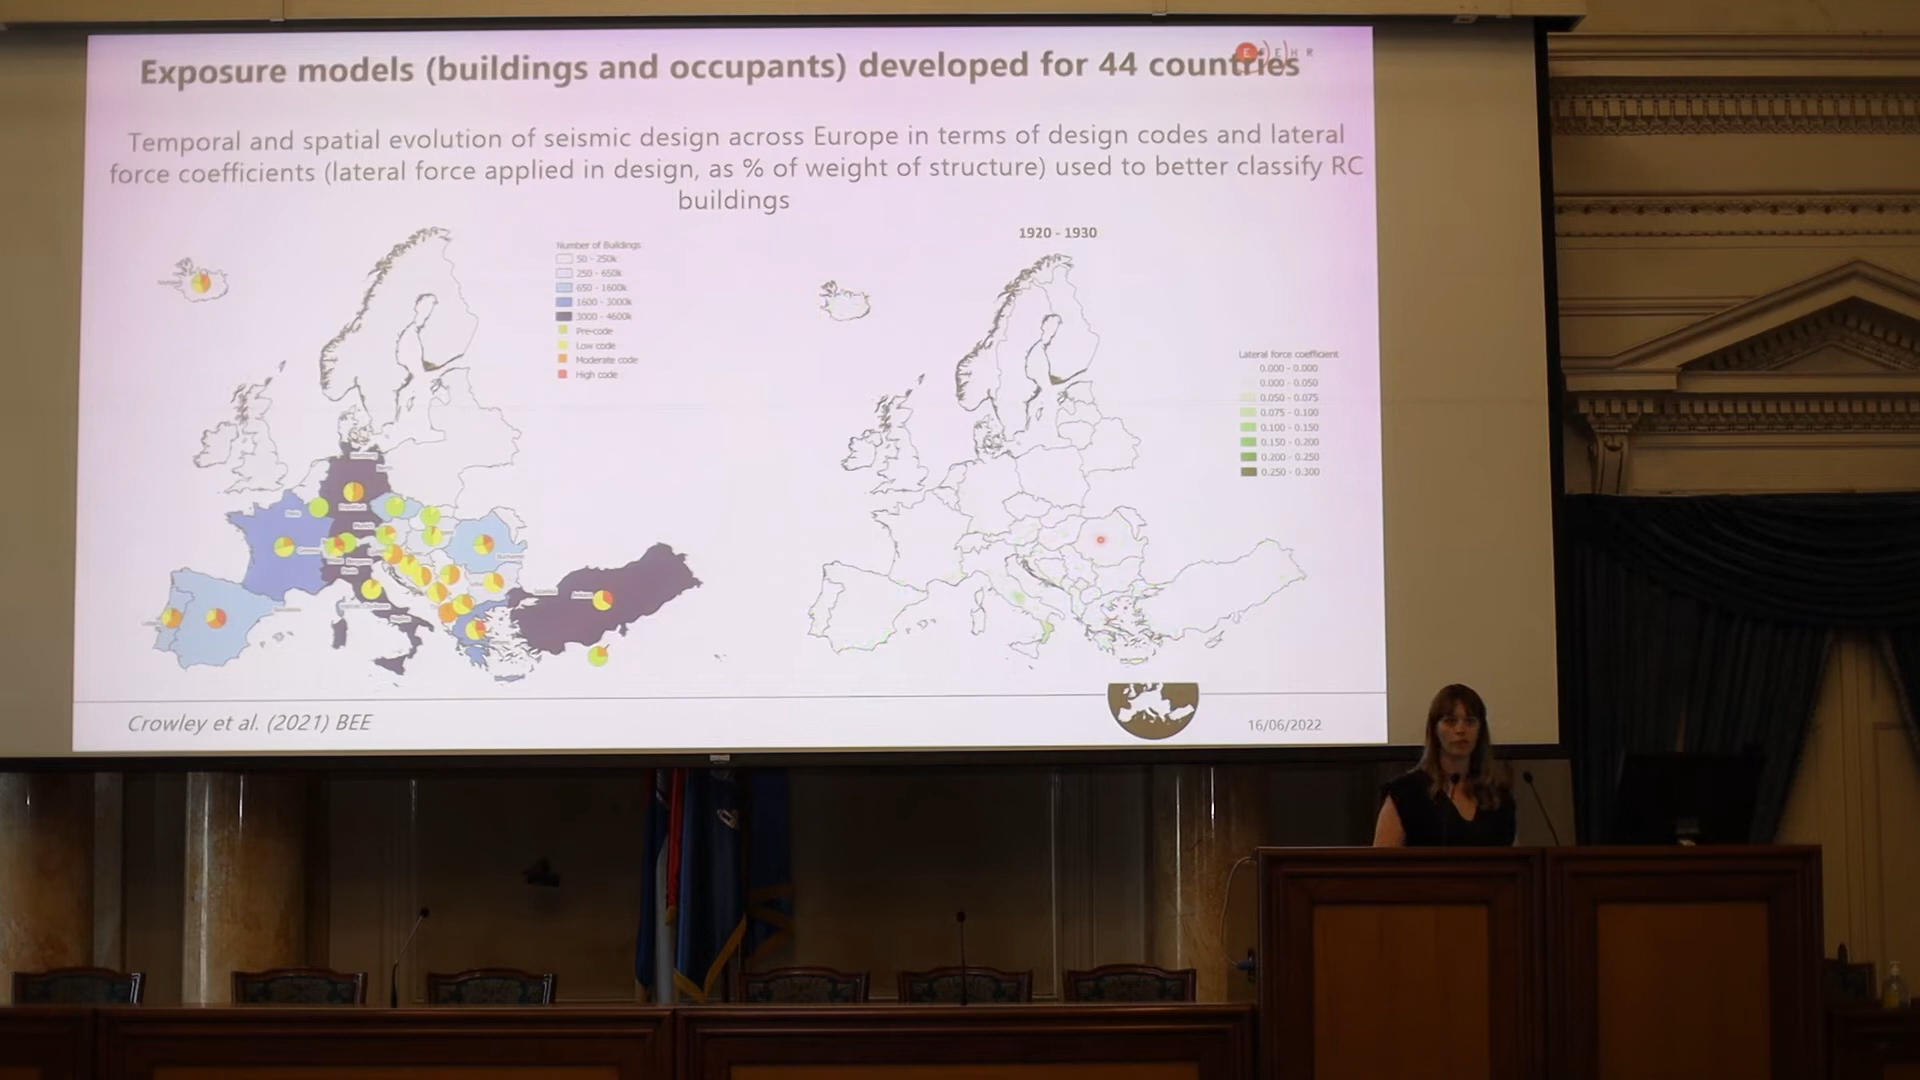 Exposure models (buildings and occupants) developed for 44 countries
E F E H R
Temporal and spatial evolution of seismic design across Europe in terms of design codes and lateral
force coefficients (lateral force applied in design, as % of weight of structure) used to better classify RC
buildings
Number of Buildings
50 - 250k
250 - 650k
650 - 1600k
1600 - 3000k
3000 - 4600k
Pre-code
Low code
Moderate code
High code
1920 - 1930
Lateral force coefficient
0.000 - 0.000
0.000 - 0.050
0.050 - 0.075
0.075 - 0.100
0.100 - 0.150
0.150 - 0.200
0.200 - 0.250
0.250 - 0.300
Crowley et al. (2021) BEE
16/06/2022